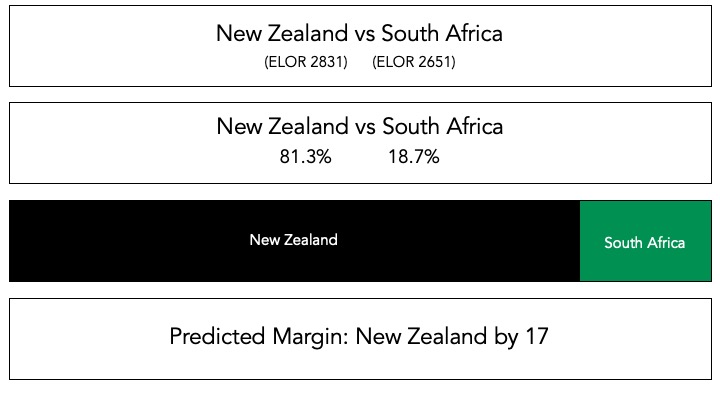 New Zealand vs South Africa
(ELOR 2831) (ELOR 2651)
New Zealand vs South Africa
81.3% 18.7%
New Zealand South Africa
Predicted Margin: New Zealand by 17